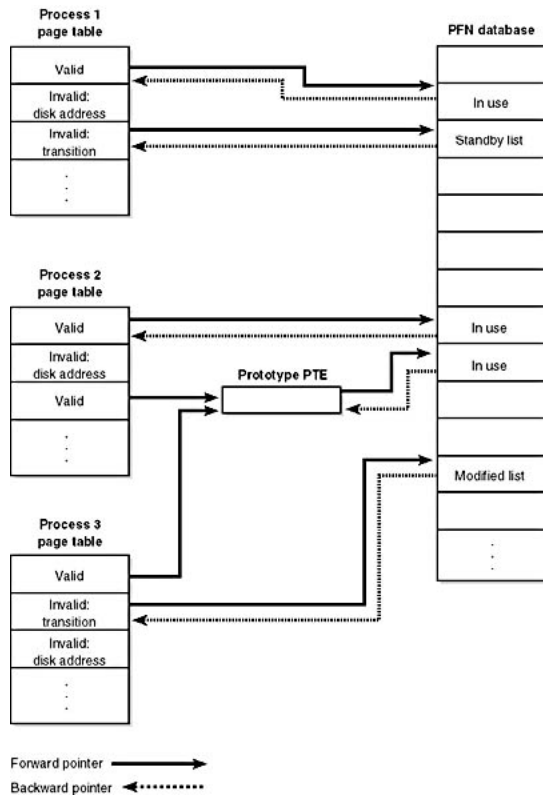 Process 1
page table
Valid
Invalid:
disk address
Invalid:
transition
PFN database
In use
Standby list
In use
In use
Modified list
Process 2
page table
Valid
Invalid:
disk address
Valid
Prototype PTE
Process 3
page table
Valid
Invalid:
transition
Invalid:
disk address
Forward pointer
Backward pointer